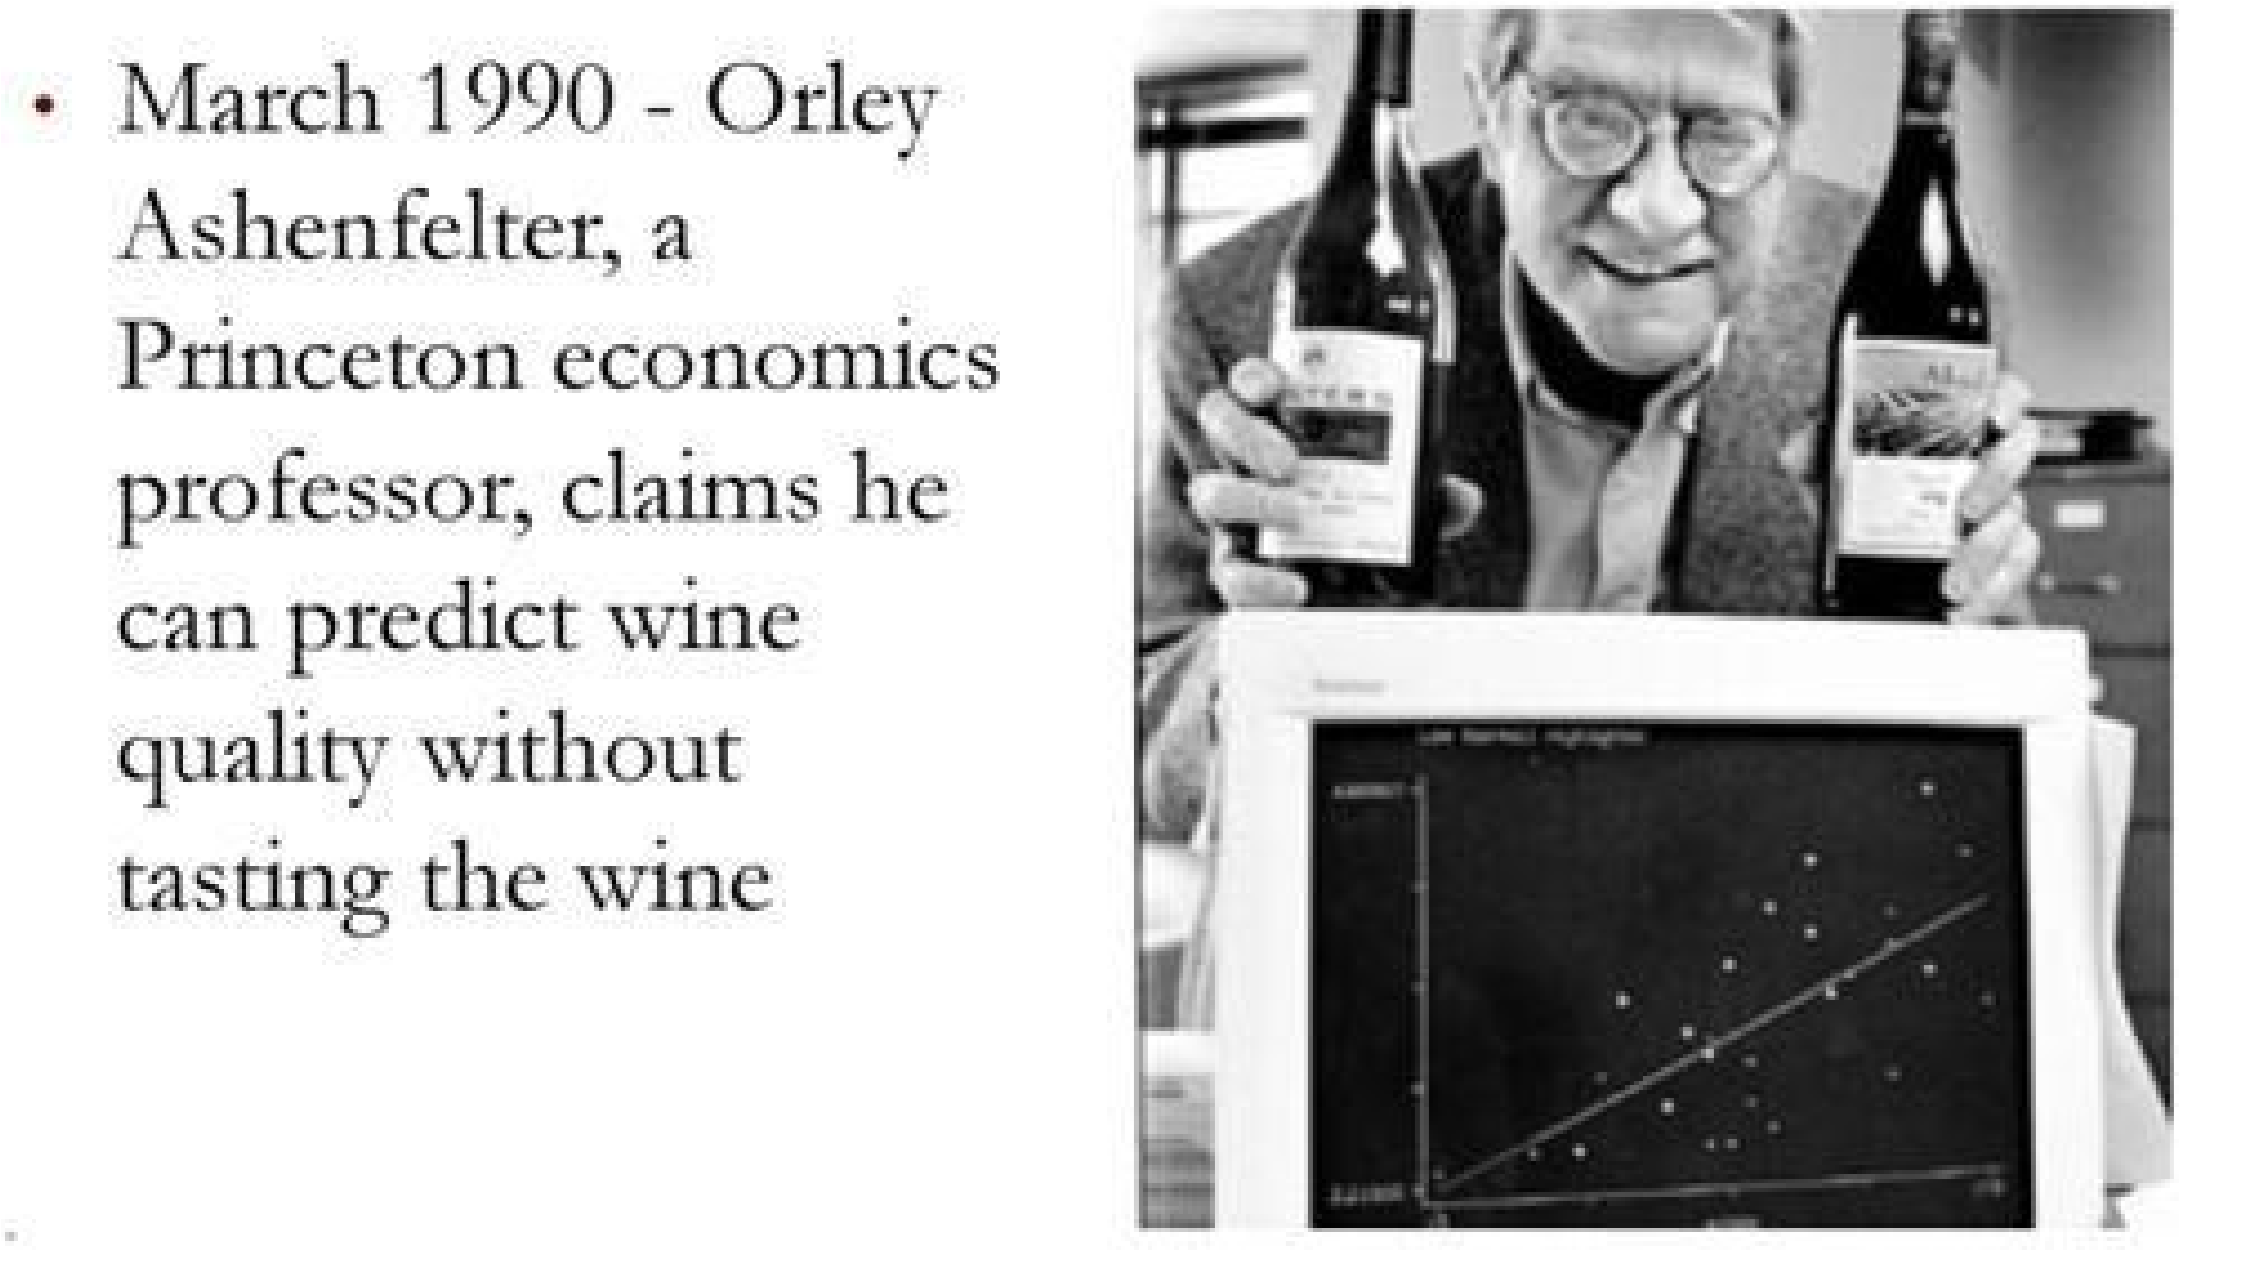 • March 1990 - Orley
Ashenfelter, a
Princeton economics
professor, claims he
can predict wine
quality without
tasting the wine